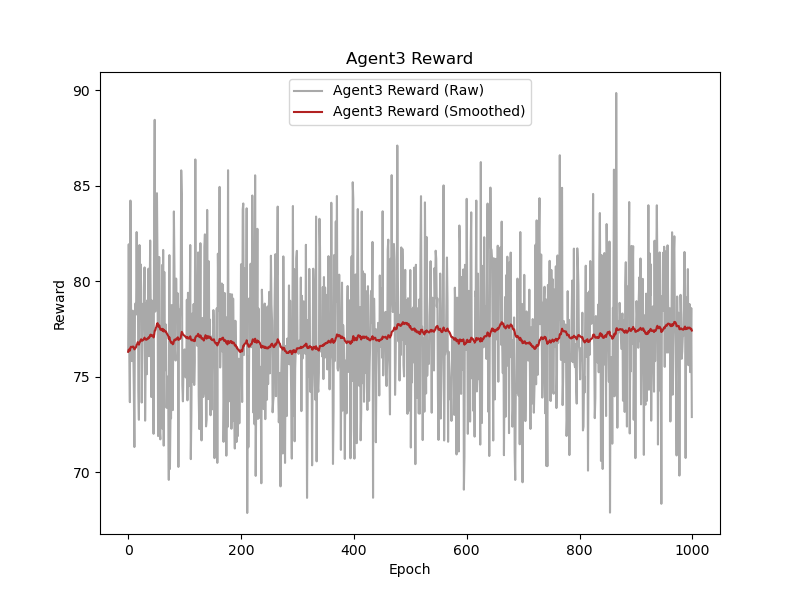 Agent3 Reward
Agent3 Reward (Raw)
Agent3 Reward (Smoothed)
90
85
80
75
70
Reward
0 200 400 600 800 1000
Epoch